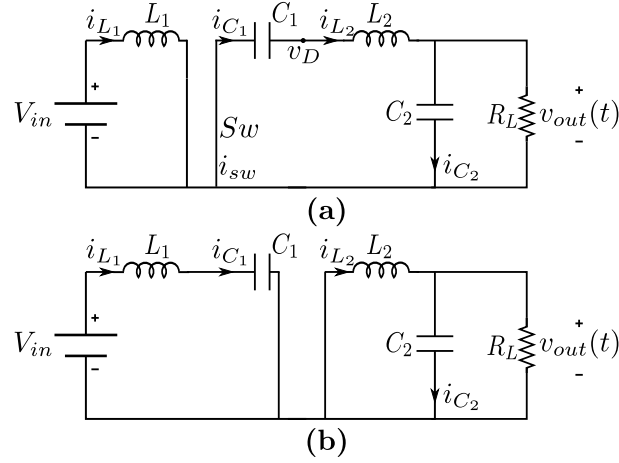 i_{L_1} L_1 i_{C_1} C_1 i_{L_2} L_2
v_D
+ +
V_{in} Sw C_2 R_L v_{out}(t)
- i_{sw} i_{C_2} -
(a)
i_{L_1} L_1 i_{C_1} C_1 i_{L_2} L_2
+ +
V_{in} C_2 R_L v_{out}(t)
- i_{C_2} -
(b)